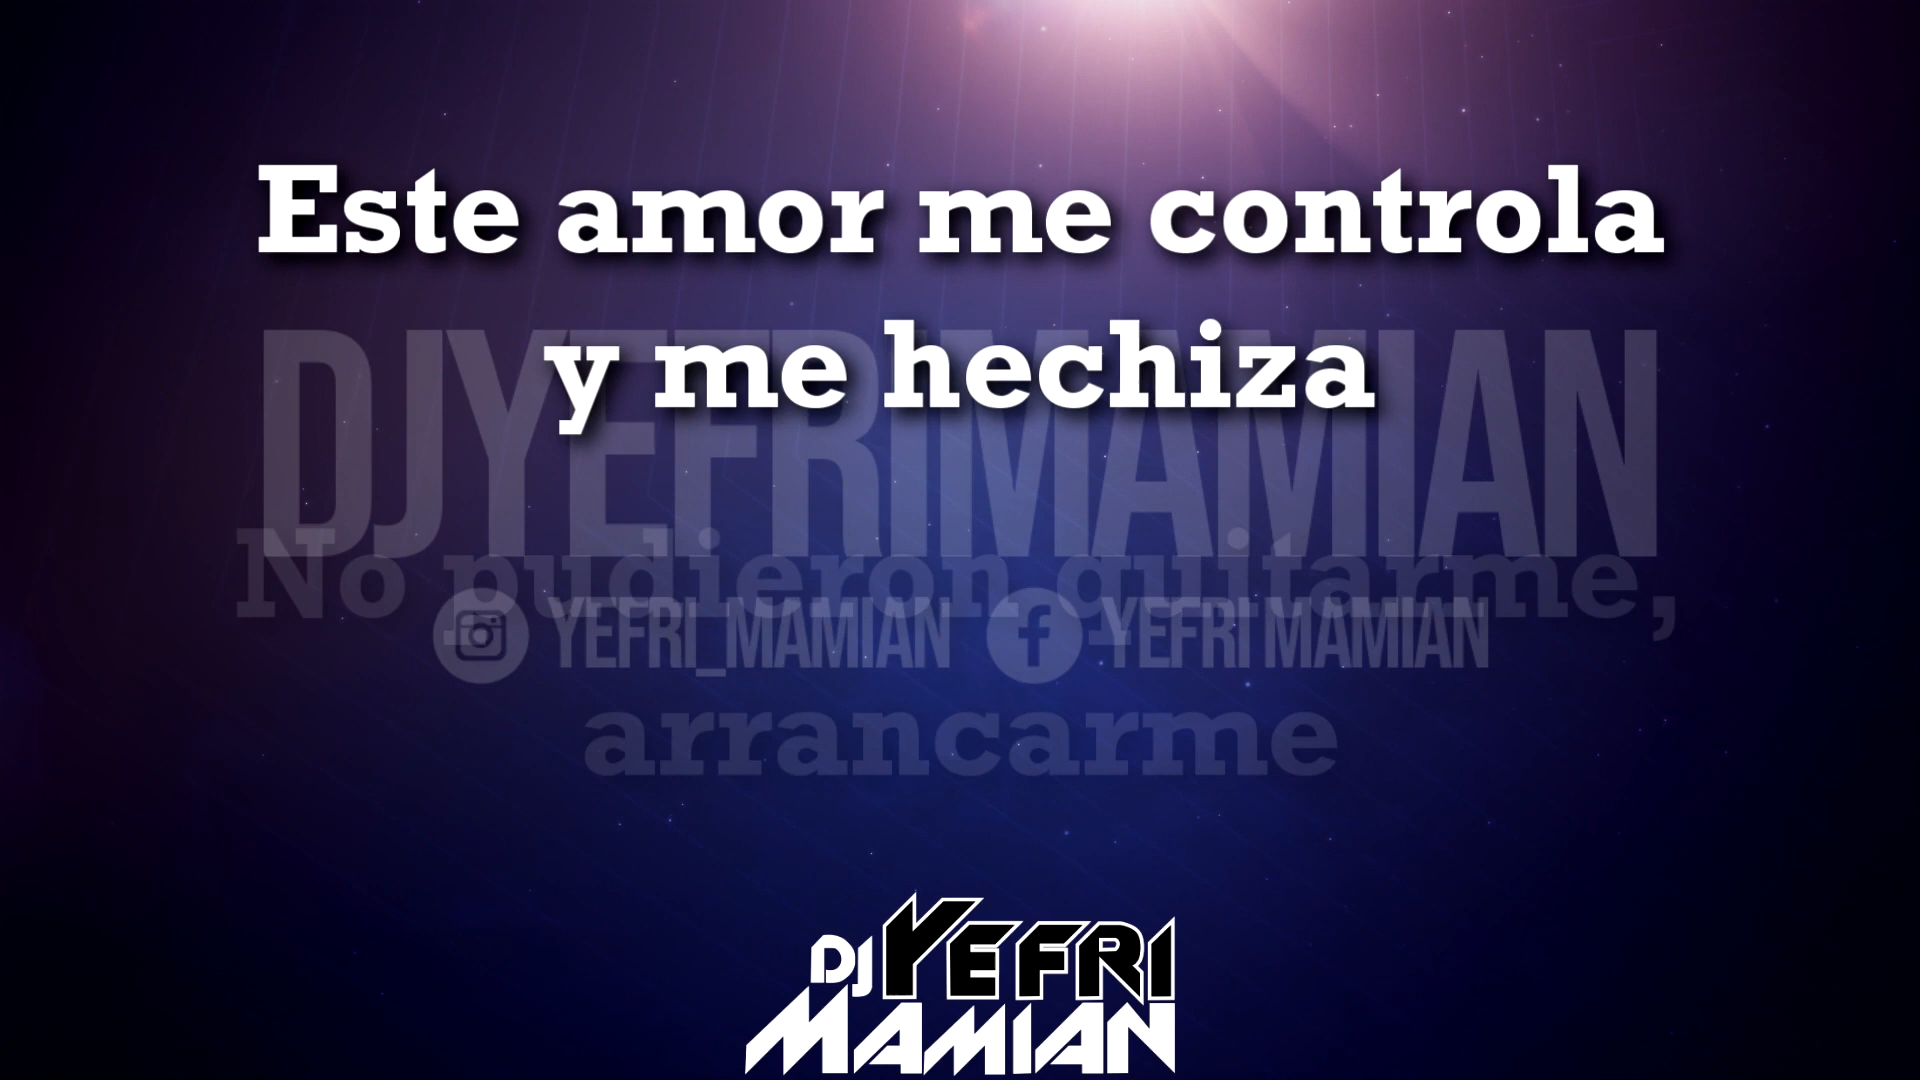 Este amor me controla
y me hechiza
DJYEFRIMAMIAN
No pudieron quitarme,
YEFRI_MAMIAN YEFRI MAMIAN
arrancarme
DJ YEFRI
MAMIAN